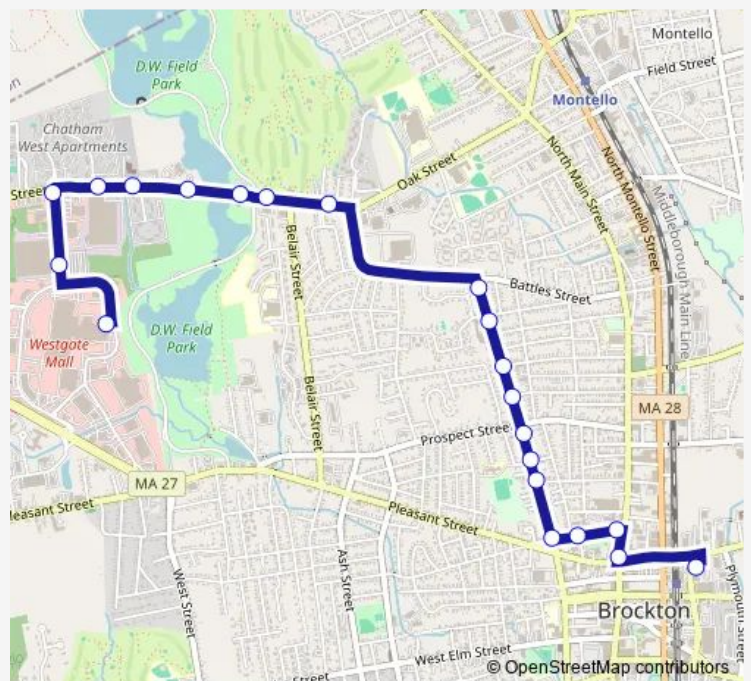 Montello
Field Street
D.W. Field
Park
Montello
Chatham
West Apartments
Oak Street
North Main Street
North Montello Street
Middleborough Main Line
Street
Belair Street
Battles Street
D.W. Field
Park
Westgate
Mall
Belair Street
MA 28
Prospect Stree
MA 27
leasant Street
Pleasant Street
Ash Street
West Street
Plymouth Street
Brockton
West Elm Street
Street
© OpenStreetMap contributors